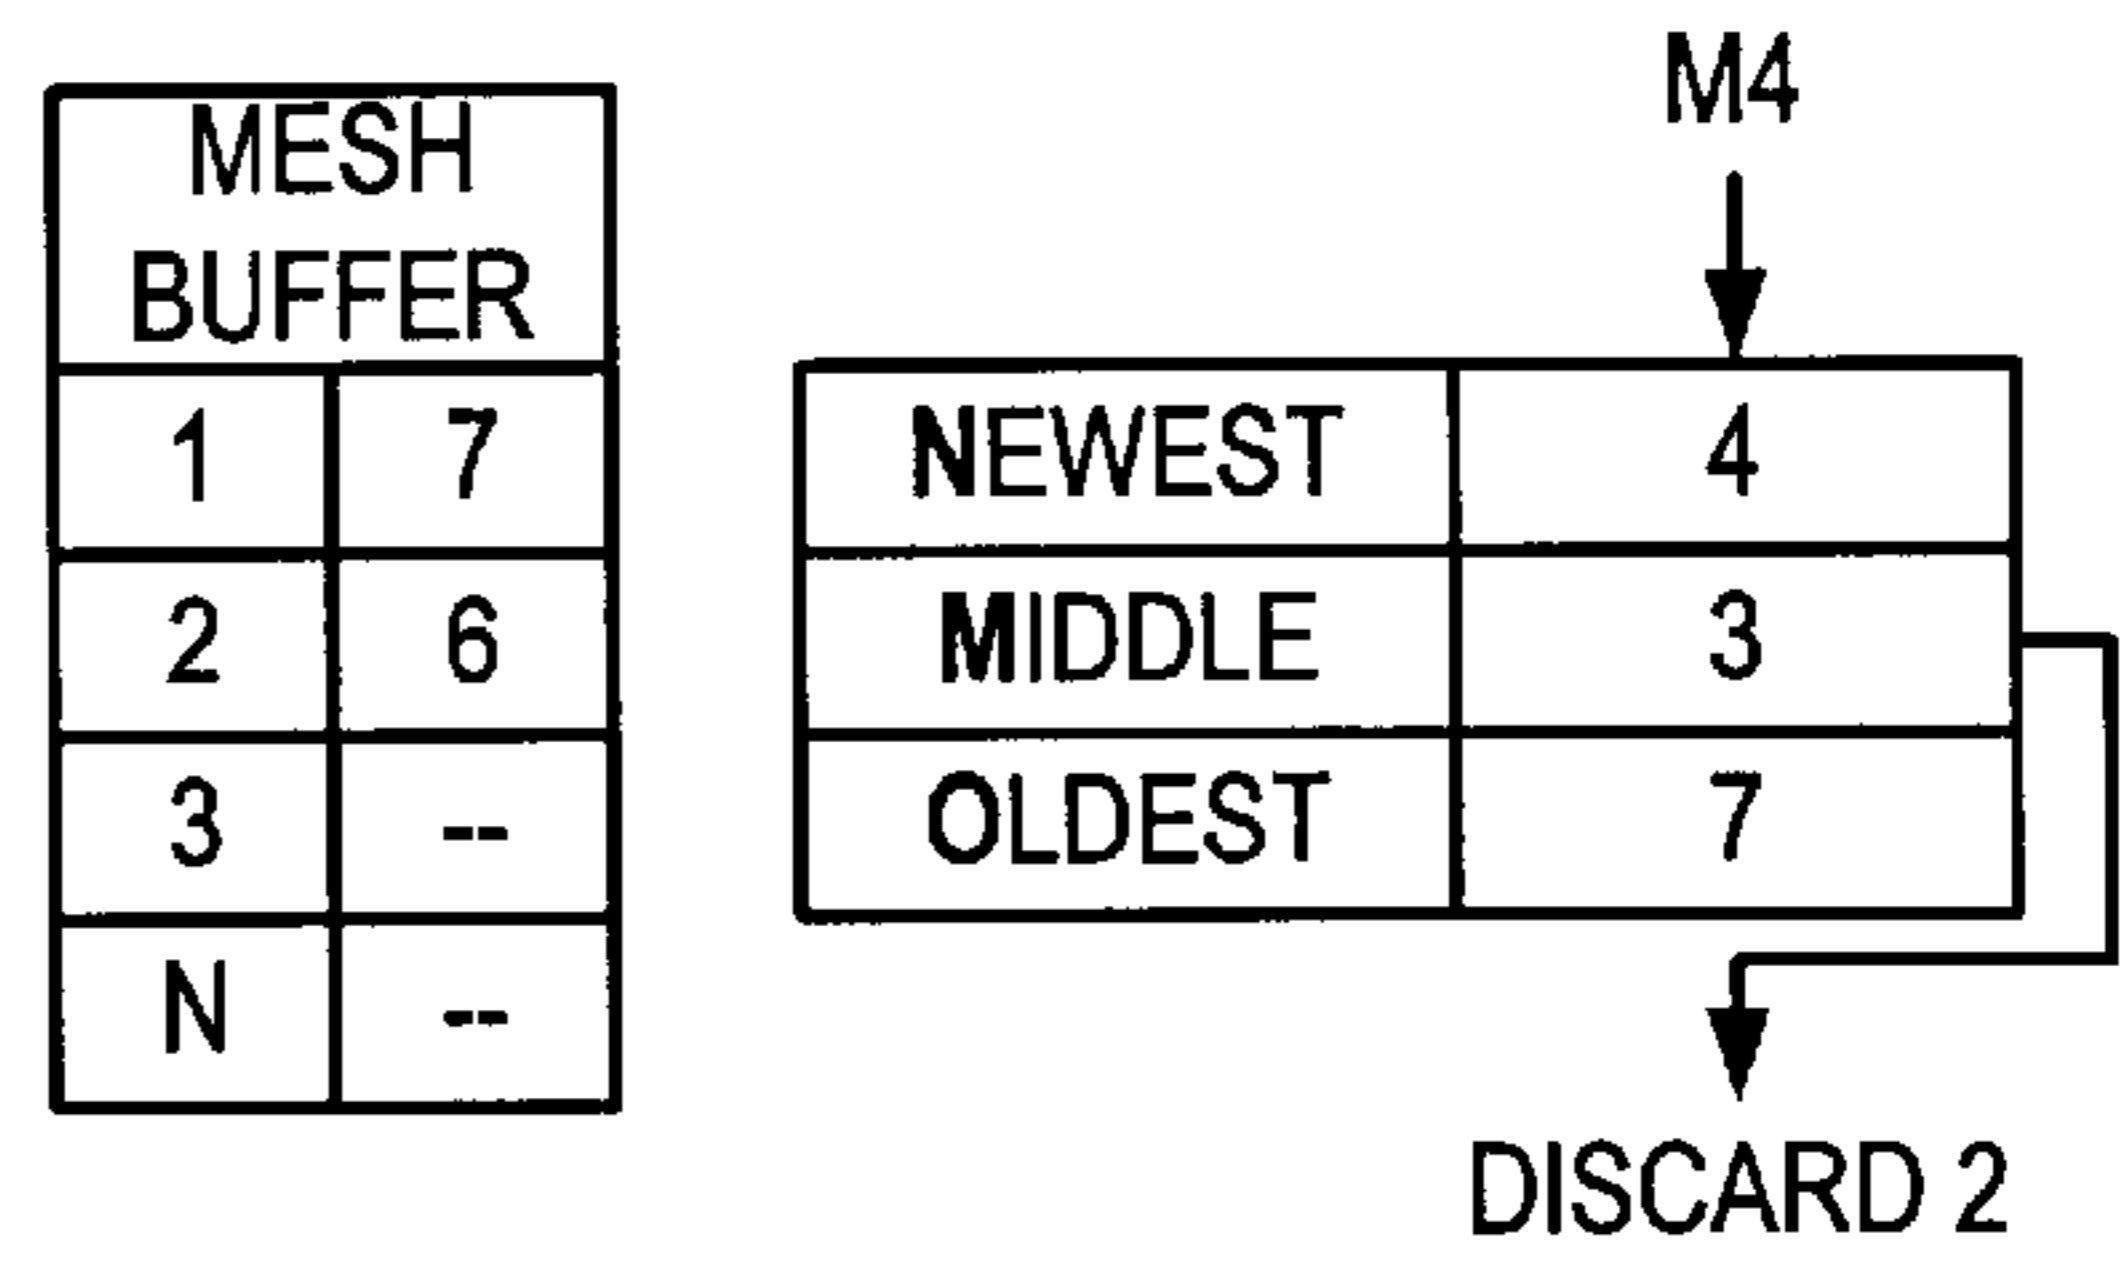 MESH
BUFFER
1 7
2 6
3 --
N --
M4
NEWEST 4
MIDDLE 3
OLDEST 7
DISCARD 2